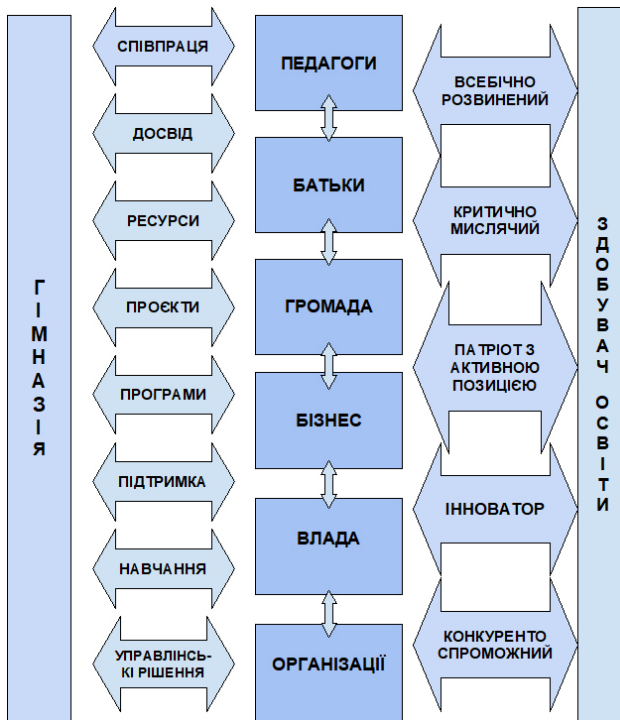 ГІМНАЗІЯ
СПІВПРАЦЯ
ДОСВІД
РЕСУРСИ
ПРОЄКТИ
ПРОГРАМИ
ПІДТРИМКА
НАВЧАННЯ
УПРАВЛІНСЬ-
КІ РІШЕННЯ
ПЕДАГОГИ
БАТЬКИ
ГРОМАДА
БІЗНЕС
ВЛАДА
ОРГАНІЗАЦІЇ
ВСЕБІЧНО
РОЗВИНЕНИЙ
КРИТИЧНО
МИСЛЯЧИЙ
ПАТРІОТ З
АКТИВНОЮ
ПОЗИЦІЄЮ
ІННОВАТОР
КОНКУРЕНТО
СПРОМОЖНИЙ
ЗДОБУВАЧ ОСВІТИ